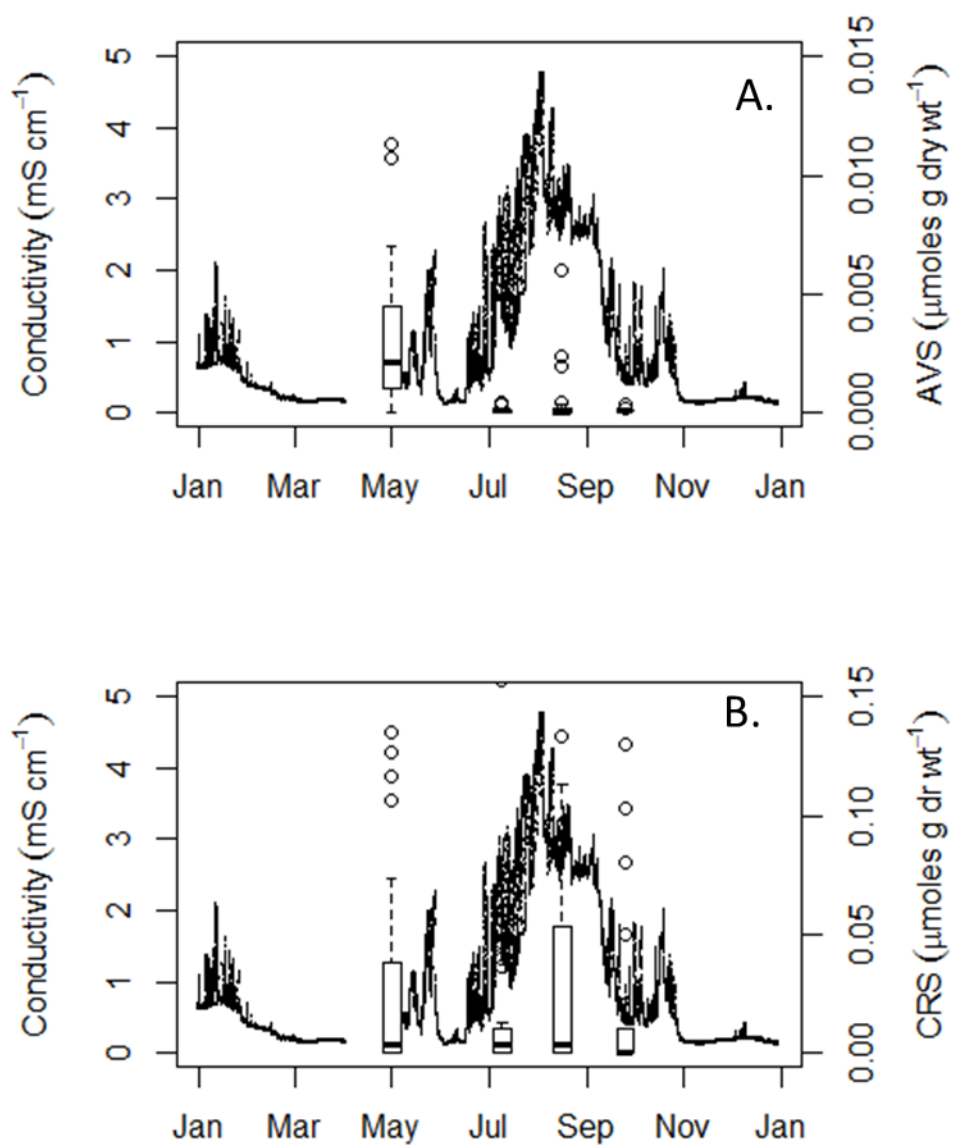 A.
Conductivity (mS cm⁻¹)
5
4
3
2
1
0
0.015
0.010
0.005
0.000
AVS (μmoles g dry wt⁻¹)
Jan Mar May Jul Sep Nov Jan
B.
Conductivity (mS cm⁻¹)
5
4
3
2
1
0
0.15
0.10
0.05
0.00
CRS (μmoles g dr wt⁻¹)
Jan Mar May Jul Sep Nov Jan